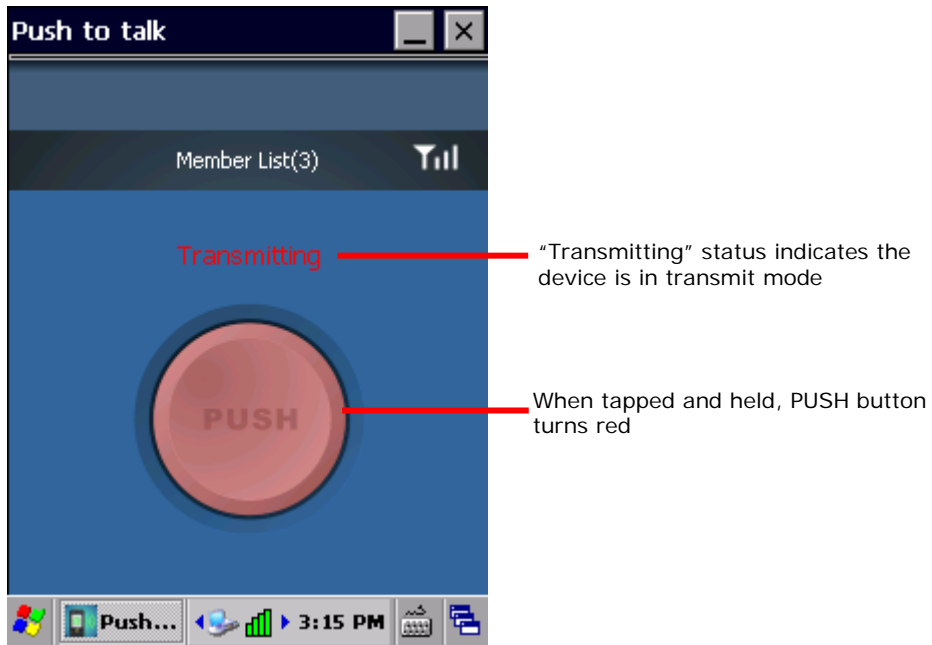 Push to talk
Member List(3)
Transmitting
“Transmitting” status indicates the
device is in transmit mode
PUSH
When tapped and held, PUSH button
turns red
Push... 3:15 PM